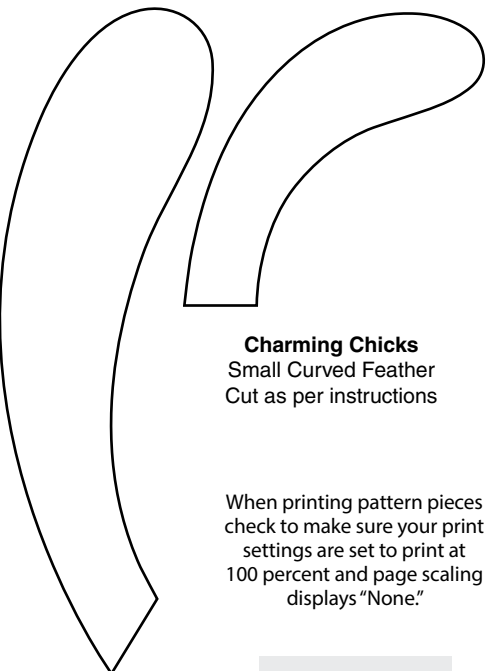 Charming Chicks
Small Curved Feather
Cut as per instructions
When printing pattern pieces
check to make sure your print
settings are set to print at
100 percent and page scaling
displays “None.”